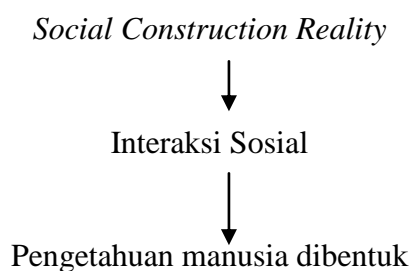 Social Construction Reality
Interaksi Sosial
Pengetahuan manusia dibentuk